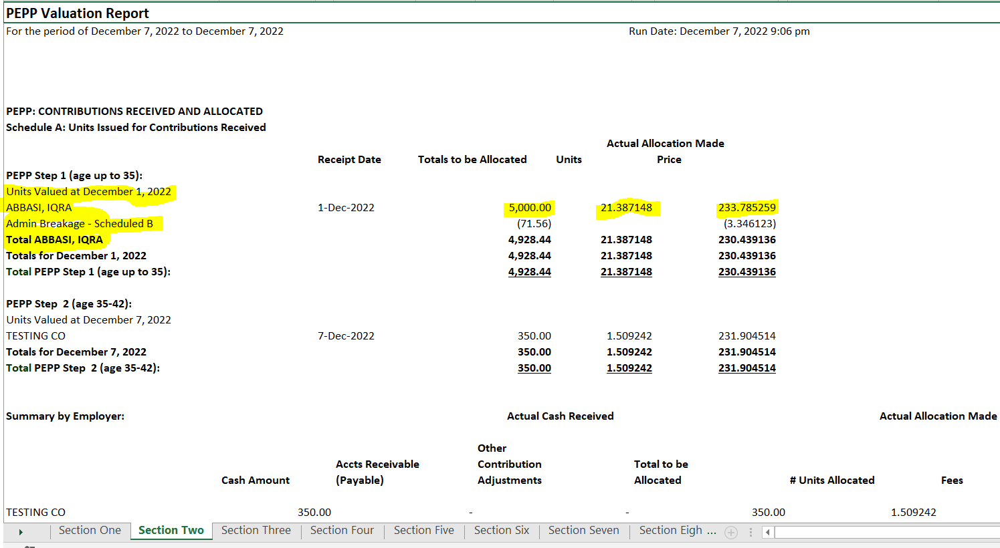 PEPP Valuation Report
For the period of December 7, 2022 to December 7, 2022 Run Date: December 7, 2022 9:06 pm
PEPP: CONTRIBUTIONS RECEIVED AND ALLOCATED
Schedule A: Units Issued for Contributions Received
Actual Allocation Made
Receipt Date Totals to be Allocated Units Price
PEPP Step 1 (age up to 35):
Units Valued at December 1, 2022
ABBASI, IQRA 1-Dec-2022 5,000.00 21.387148 233.785259
Admin Breakage - Scheduled B (71.56) (3.346123)
Total ABBASI, IQRA 4,928.44 21.387148 230.439136
Totals for December 1, 2022 4,928.44 21.387148 230.439136
Total PEPP Step 1 (age up to 35): 4,928.44 21.387148 230.439136
PEPP Step  2 (age 35-42):
Units Valued at December 7, 2022
TESTING CO 7-Dec-2022 350.00 1.509242 231.904514
Totals for December 7, 2022 350.00 1.509242 231.904514
Total PEPP Step  2 (age 35-42): 350.00 1.509242 231.904514
Summary by Employer: Actual Cash Received Actual Allocation Made
Other
Accts Receivable Contribution Total to be
Cash Amount (Payable) Adjustments Allocated # Units Allocated Fees
TESTING CO 350.00 - - 350.00 1.509242
Section One Section Two Section Three Section Four Section Five Section Six Section Seven Section Eigh ...